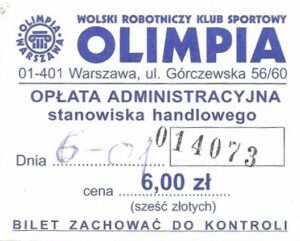 OLIMPIA
WARSZAWA
WOLSKI ROBOTNICZY KLUB SPORTOWY
OLIMPIA
01-401 Warszawa, ul. Górczewska 56/60
OPŁATA ADMINISTRACYJNA
stanowiska handlowego
Dnia 6-01 014073
cena 6,00 zł
(sześć złotych)
BILET ZACHOWAĆ DO KONTROLI